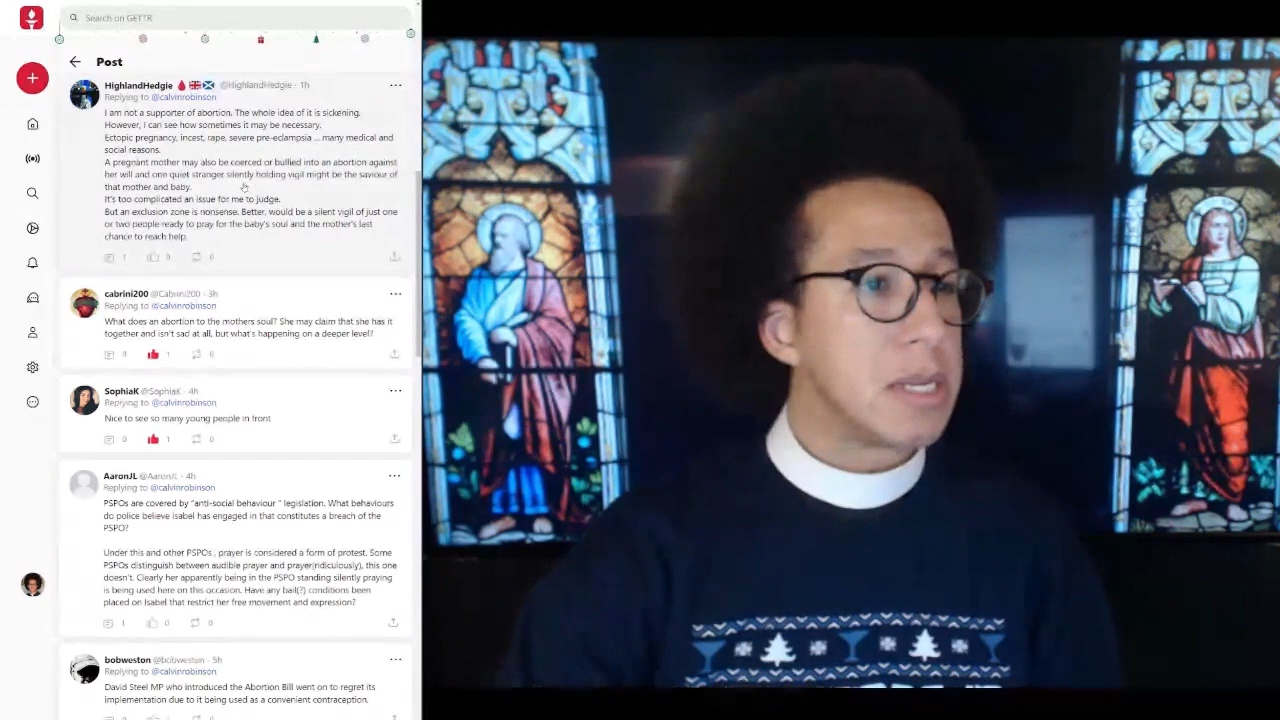 Search on GETTR
Post
HighlandHedgie @HighlandHedgie · 1h
Replying to @calvinrobinson
I am not a supporter of abortion. The whole idea of it is sickening.
However, I can see how sometimes it may be necessary.
Ectopic pregnancy, incest, rape, severe pre-eclampsia ... many medical and
social reasons.
A pregnant mother may also be coerced or bullied into an abortion against
her will and one quiet stranger silently holding vigil might be the saviour of
that mother and baby.
It's too complicated an issue for me to judge.
But an exclusion zone is nonsense. Better, would be a silent vigil of just one
or two people ready to pray for the baby's soul and the mother's last
chance to reach help.
1 0 0
cabrini200 @Cabrini200 · 3h
Replying to @calvinrobinson
What does an abortion to the mothers soul? She may claim that she has it
together and isn't sad at all, but what's happening on a deeper level?
0 1 0
SophiaK @SophiaK · 4h
Replying to @calvinrobinson
Nice to see so many young people in front
0 1 0
AaronJL @AaronJL · 4h
Replying to @calvinrobinson
PSPOs are covered by "anti-social behaviour " legislation. What behaviours
do police believe Isabel has engaged in that constitutes a breach of the
PSPO?
Under this and other PSPOs , prayer is considered a form of protest. Some
PSPOs distinguish between audible prayer and prayer(ridiculously), this one
doesn't. Clearly her apparently being in the PSPO standing silently praying
is being used here on this occasion. Have any bail(?) conditions been
placed on Isabel that restrict her free movement and expression?
1 0 0
bobweston @bobweston · 5h
Replying to @calvinrobinson
David Steel MP who introduced the Abortion Bill went on to regret its
implementation due to it being used as a convenient contraception.